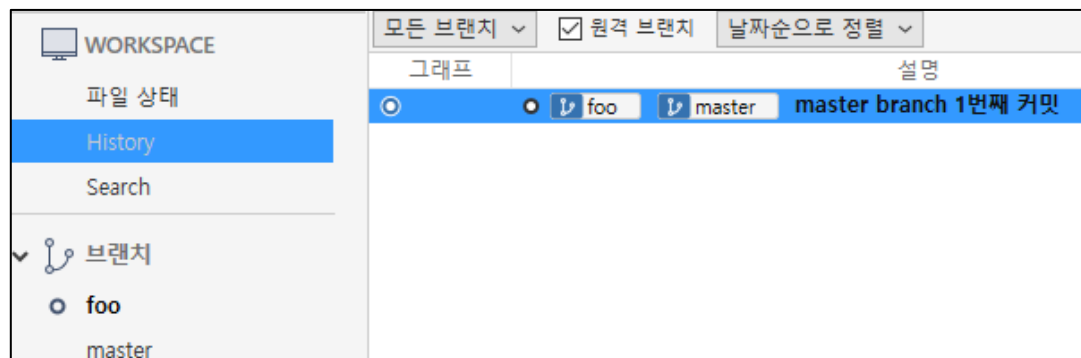 WORKSPACE
파일 상태
History
Search
브랜치
foo
master
모든 브랜치 원격 브랜치 날짜순으로 정렬
그래프 설명
foo master master branch 1번째 커밋